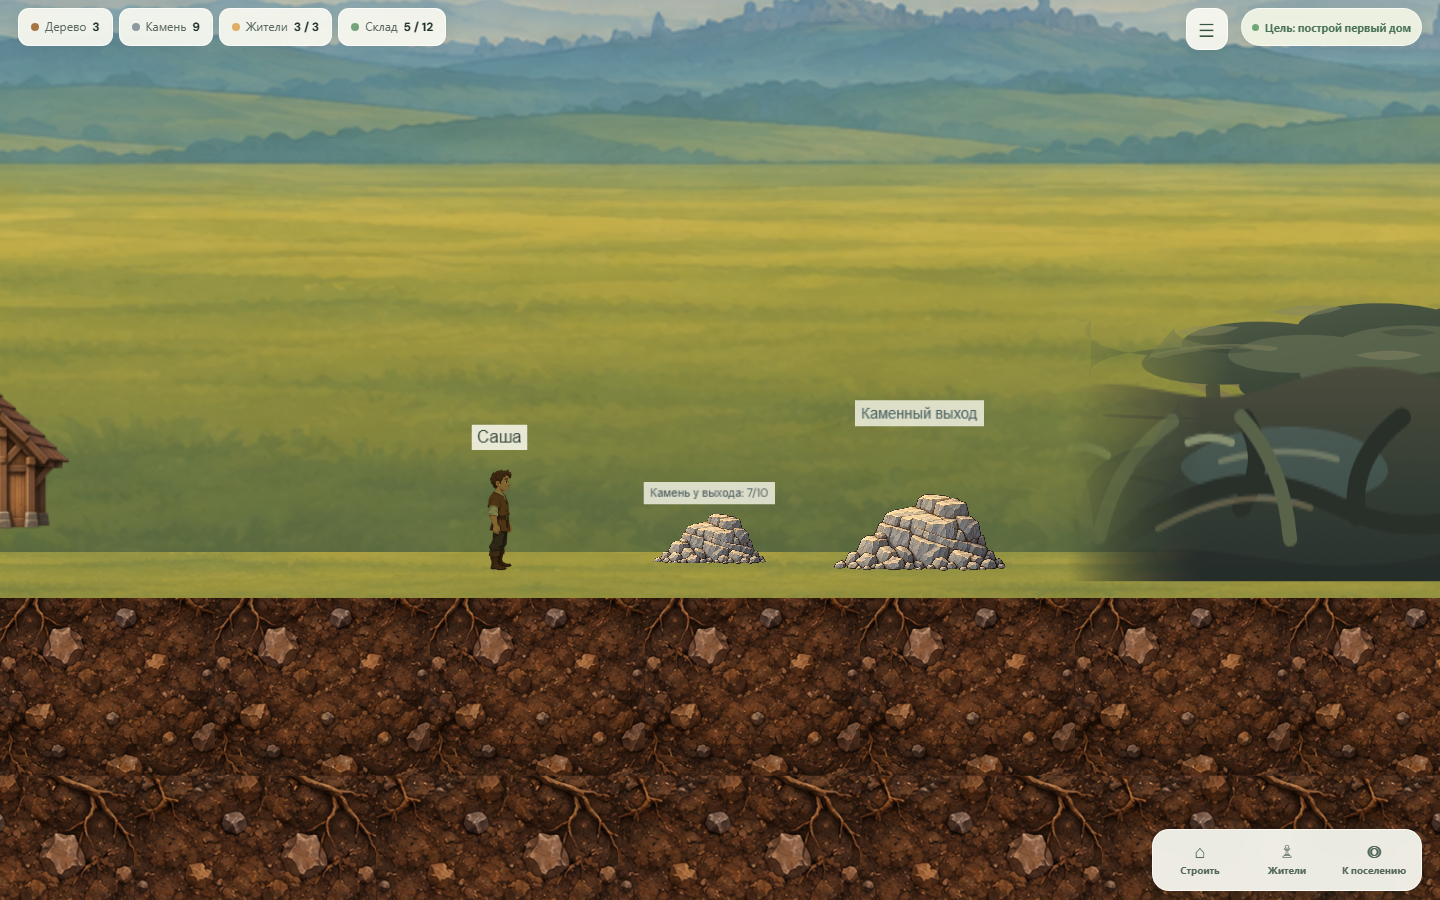 Дерево 3
Камень 9
Жители 3 / 3
Склад 5 / 12
Цель: построй первый дом
Каменный выход
Саша
Камень у выхода: 7/10
Строить
Жители
К поселению